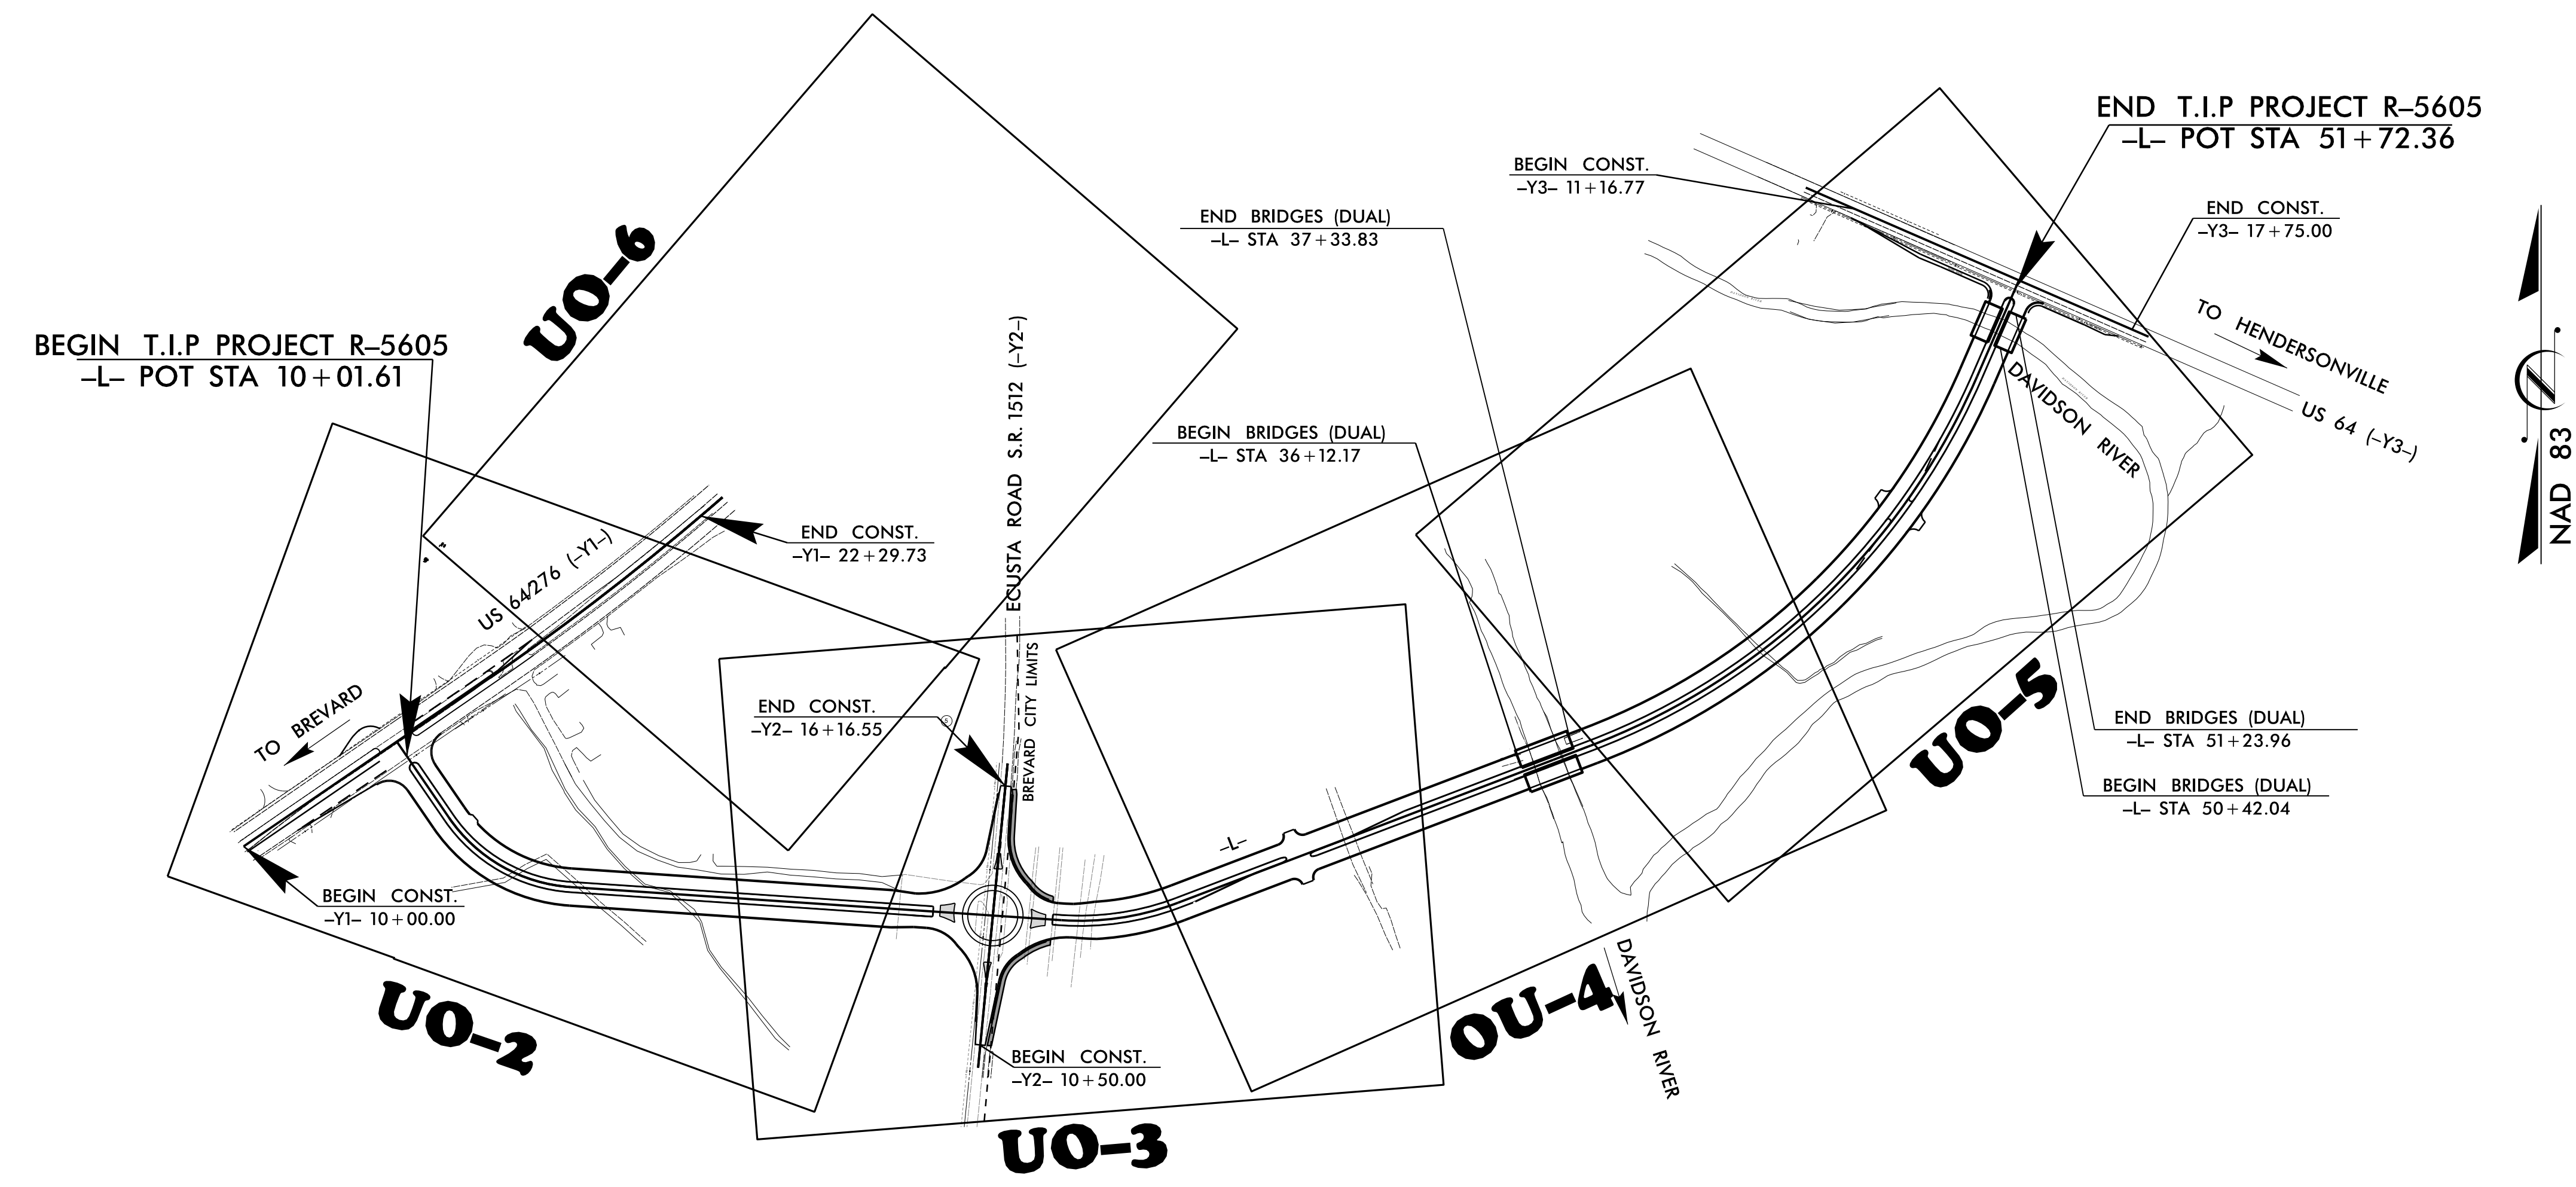 END T.I.P PROJECT R–5605
–L– POT STA 51+72.36
BEGIN CONST.
–Y3– 11+16.77
END CONST.
–Y3– 17+75.00
END BRIDGES (DUAL)
–L– STA 37+33.83
UO–6
BEGIN T.I.P PROJECT R–5605
–L– POT STA 10+01.61
TO HENDERSONVILLE
US 64 (–Y3–)
DAVIDSON RIVER
NAD 83
ECUSTA ROAD S.R. 1512 (–Y2–)
BEGIN BRIDGES (DUAL)
–L– STA 36+12.17
END CONST.
–Y1– 22+29.73
US 64/276 (–Y1–)
TO BREVARD
BREVARD CITY LIMITS
END CONST.
–Y2– 16+16.55
UO–5
END BRIDGES (DUAL)
–L– STA 51+23.96
BEGIN BRIDGES (DUAL)
–L– STA 50+42.04
–L–
BEGIN CONST.
–Y1– 10+00.00
UO–2
OU–4
DAVIDSON RIVER
BEGIN CONST.
–Y2– 10+50.00
UO–3